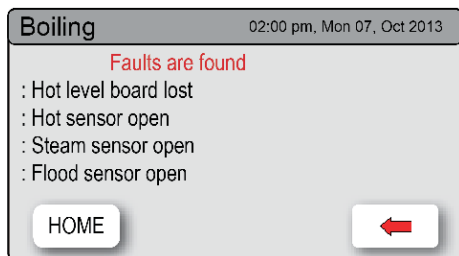 Boiling 02:00 pm, Mon 07, Oct 2013
Faults are found
: Hot level board lost
: Hot sensor open
: Steam sensor open
: Flood sensor open
HOME